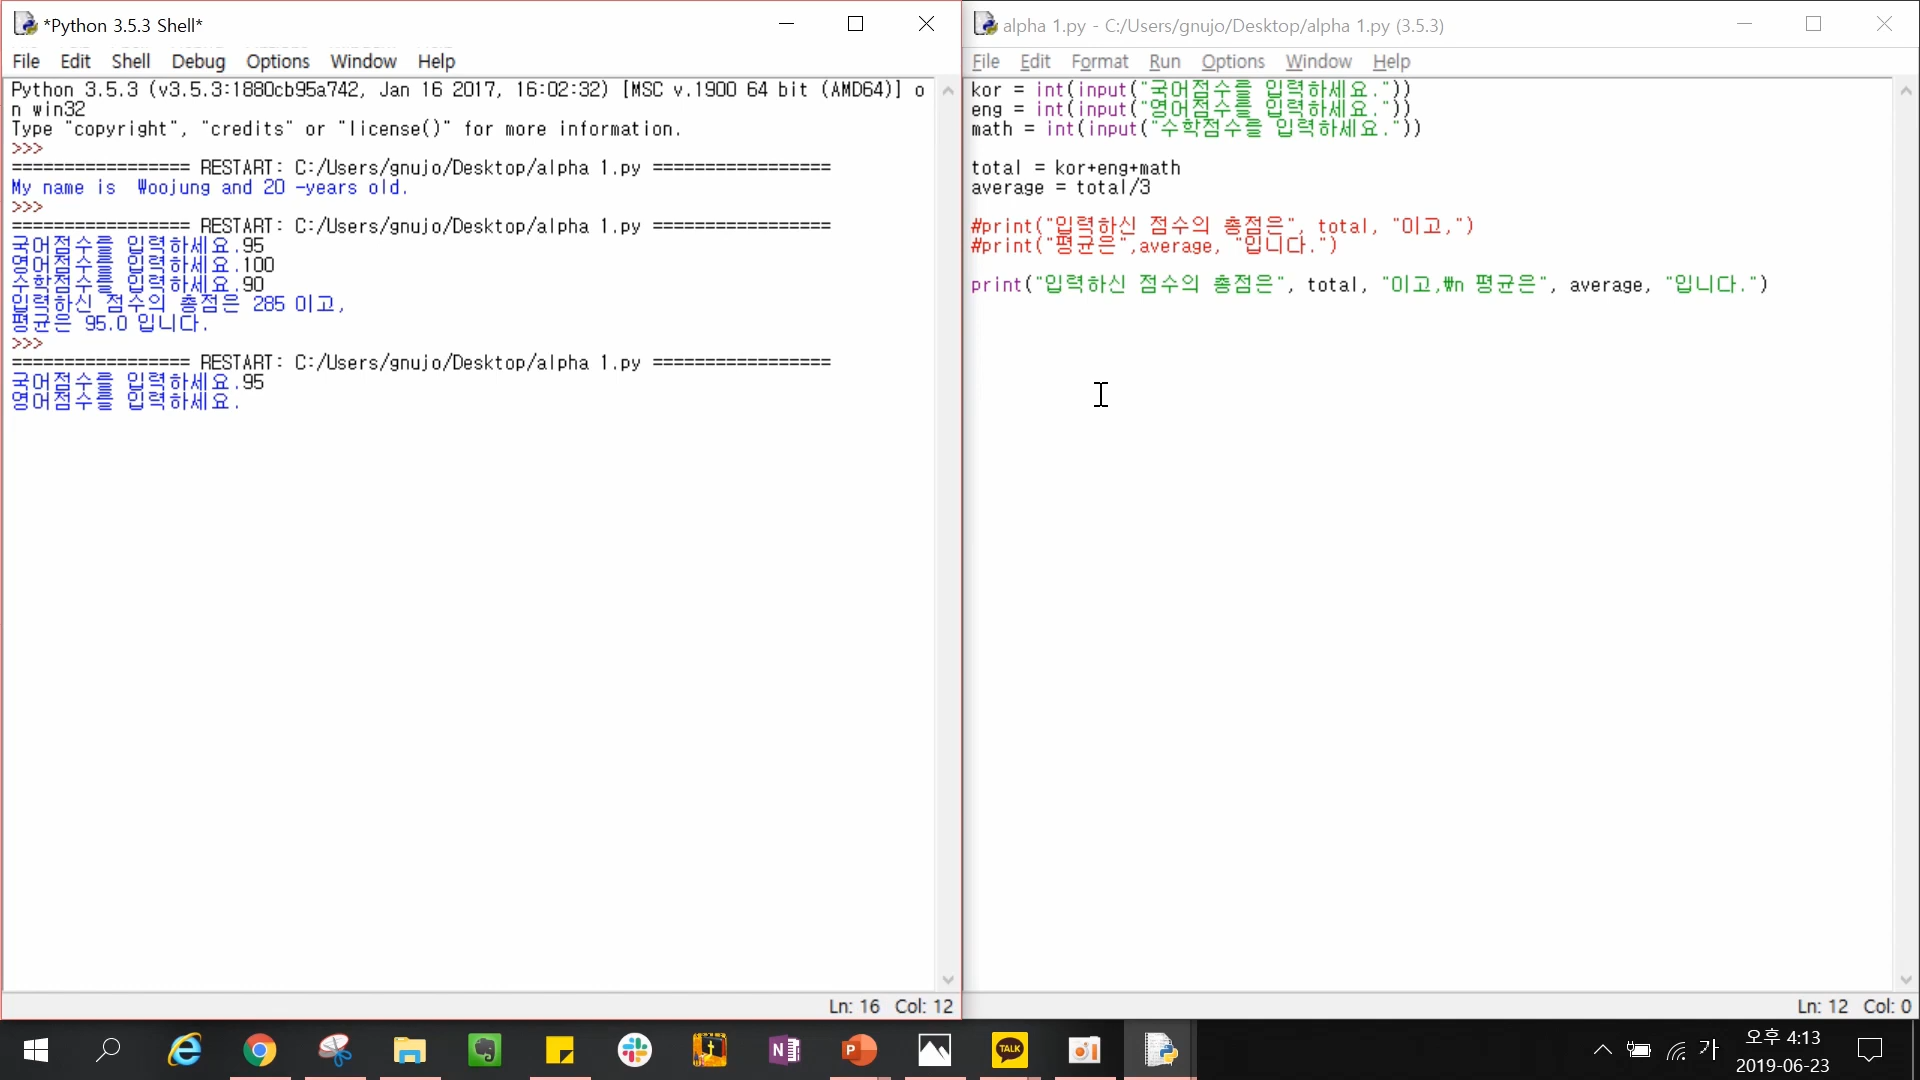 *Python 3.5.3 Shell*
File Edit Shell Debug Options Window Help
Python 3.5.3 (v3.5.3:1880cb95a742, Jan 16 2017, 16:02:32) [MSC v.1900 64 bit (AMD64)] o
n win32
Type "copyright", "credits" or "license()" for more information.
>>>
================= RESTART: C:/Users/gnujo/Desktop/alpha 1.py =================
My name is  Woojung and 20 -years old.
>>>
================= RESTART: C:/Users/gnujo/Desktop/alpha 1.py =================
국어점수를 입력하세요.95
영어점수를 입력하세요.100
수학점수를 입력하세요.90
입력하신 점수의 총점은 285 이고,
평균은 95.0 입니다.
>>>
================= RESTART: C:/Users/gnujo/Desktop/alpha 1.py =================
국어점수를 입력하세요.95
영어점수를 입력하세요.
Ln: 16 Col: 12
alpha 1.py - C:/Users/gnujo/Desktop/alpha 1.py (3.5.3)
File Edit Format Run Options Window Help
kor = int(input("국어점수를 입력하세요."))
eng = int(input("영어점수를 입력하세요."))
math = int(input("수학점수를 입력하세요."))
total = kor+eng+math
average = total/3
#print("입력하신 점수의 총점은", total, "이고,")
#print("평균은",average, "입니다.")
print("입력하신 점수의 총점은", total, "이고,₩n 평균은", average, "입니다.")
Ln: 12 Col: 0
TALK
가
오후 4:13
2019-06-23